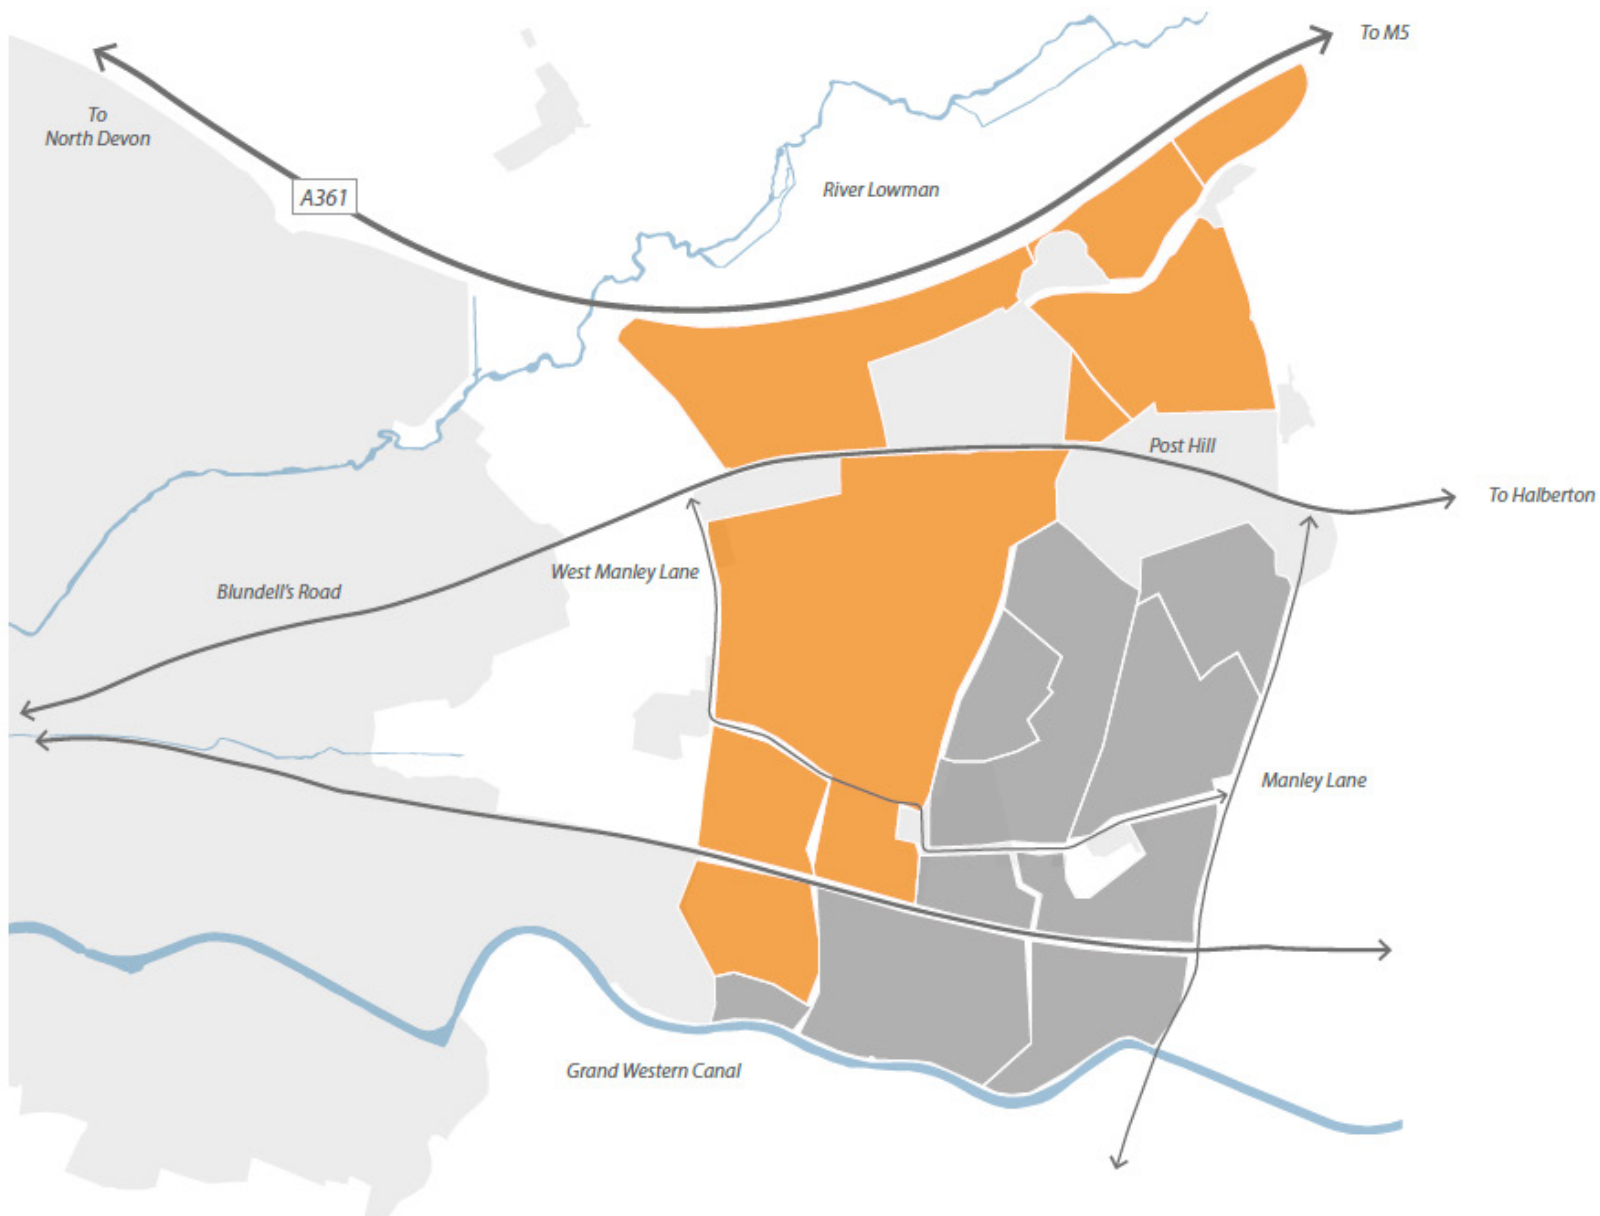 To M5
To
North Devon
A361
River Lowman
Post Hill
To Halberton
West Manley Lane
Blundell's Road
Manley Lane
Grand Western Canal